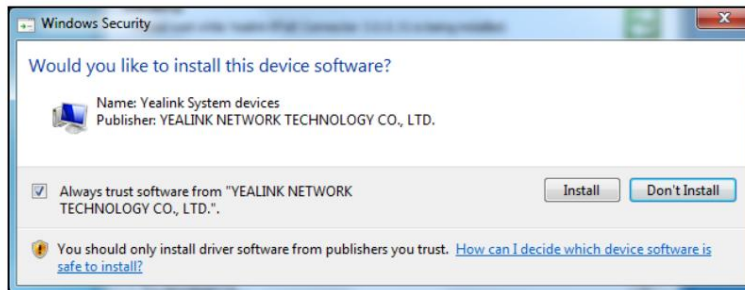 Windows Security
Would you like to install this device software?
Name: Yealink System devices
Publisher: YEALINK NETWORK TECHNOLOGY CO., LTD.
Always trust software from "YEALINK NETWORK
TECHNOLOGY CO., LTD.".
Install
Don't Install
You should only install driver software from publishers you trust. How can I decide which device software is
safe to install?